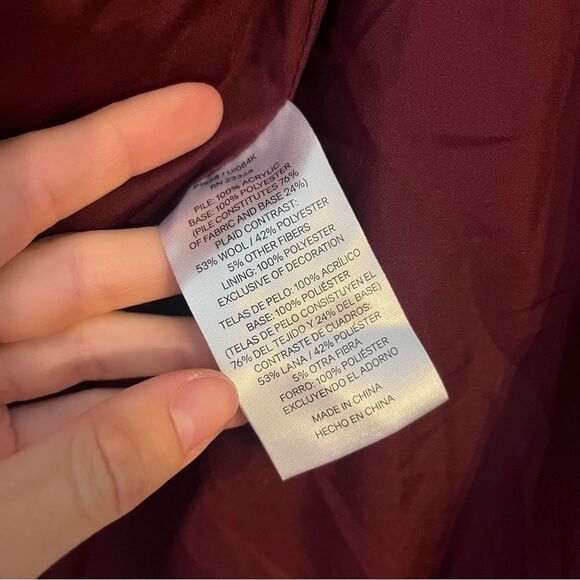 RN 23528
PILE: 100% ACRYLIC
BASE: 100% POLYESTER
(PILE CONSTITUTES 76%
OF FABRIC AND BASE 24%)
PLAID CONTRAST:
53% WOOL / 42% POLYESTER
5% OTHER FIBERS
LINING: 100% POLYESTER
EXCLUSIVE OF DECORATION
TELAS DE PELO: 100% ACRÍLICO
BASE: 100% POLIÉSTER
(TELAS DE PELO CONSISTUYEN EL
76% DEL TEJIDO Y 24% DEL BASE)
CONTRASTE DE CUADROS:
53% LANA / 42% POLIÉSTER
5% OTRA FIBRA
FORRO: 100% POLIÉSTER
EXCLUYENDO EL ADORNO
MADE IN CHINA
HECHO EN CHINA